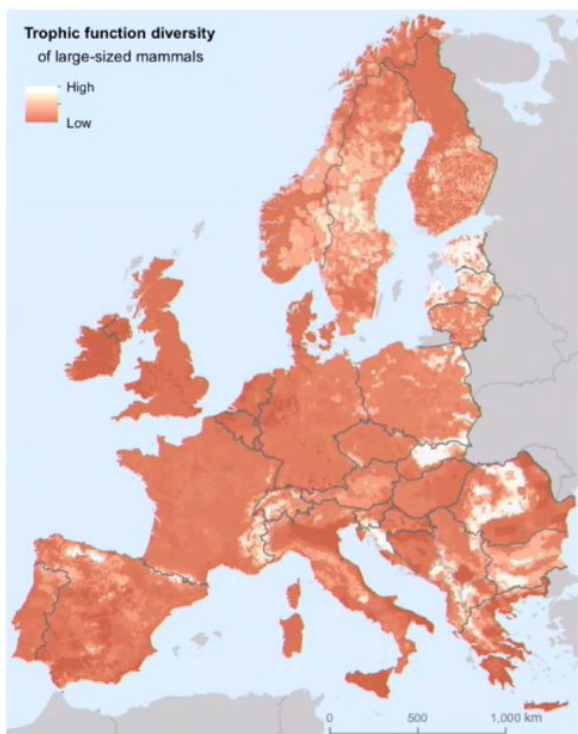 Trophic function diversity
of large-sized mammals
High
Low
0 500 1,000 km